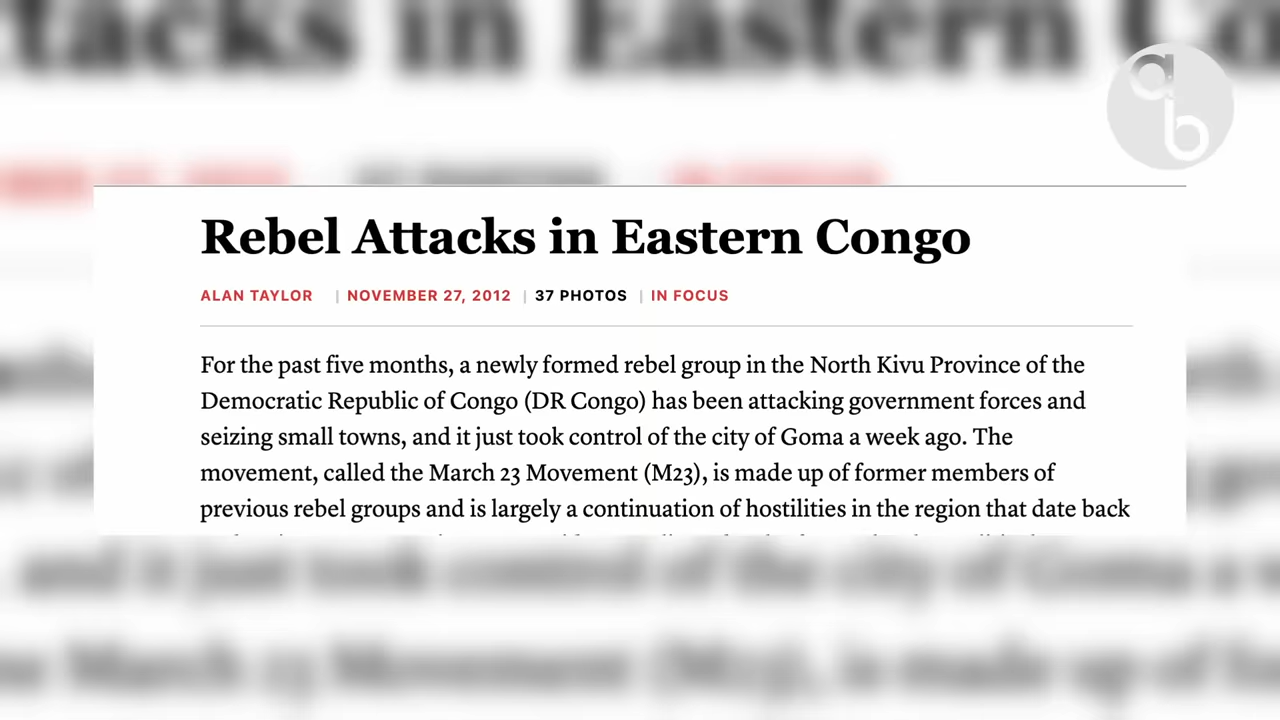 ab
Rebel Attacks in Eastern Congo
ALAN TAYLOR | NOVEMBER 27, 2012 | 37 PHOTOS | IN FOCUS
For the past five months, a newly formed rebel group in the North Kivu Province of the
Democratic Republic of Congo (DR Congo) has been attacking government forces and
seizing small towns, and it just took control of the city of Goma a week ago. The
movement, called the March 23 Movement (M23), is made up of former members of
previous rebel groups and is largely a continuation of hostilities in the region that date back